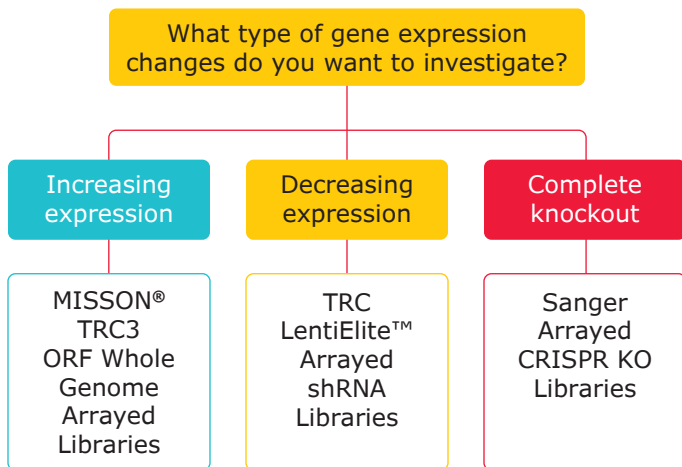 What type of gene expression
changes do you want to investigate?
Increasing
expression
Decreasing
expression
Complete
knockout
MISSON®
TRC3
ORF Whole
Genome
Arrayed
Libraries
TRC
LentiElite™
Arrayed
shRNA
Libraries
Sanger
Arrayed
CRISPR KO
Libraries